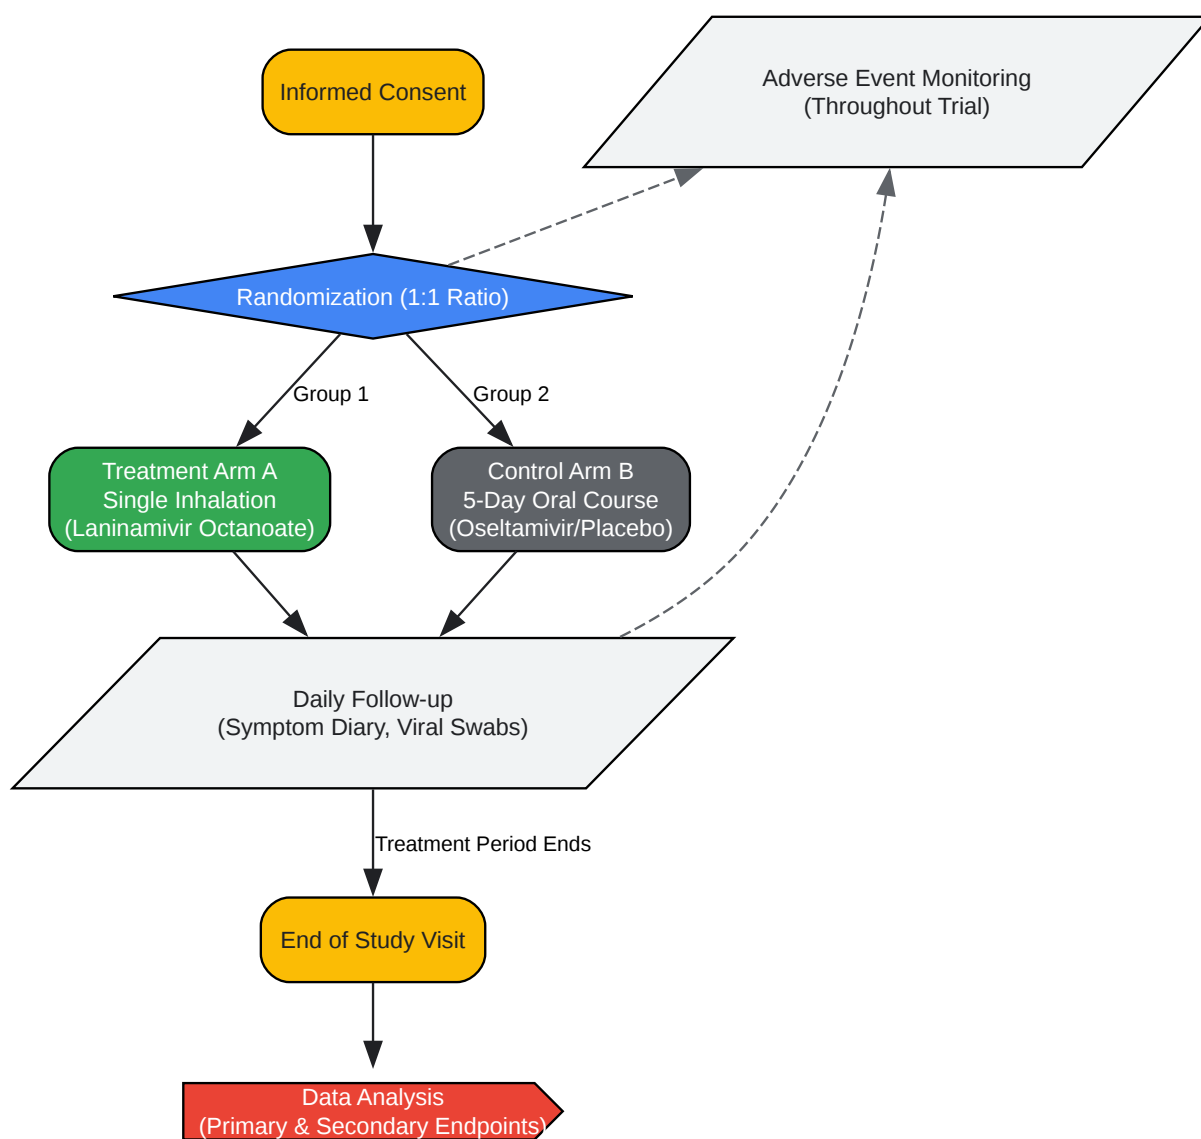 Informed Consent
Adverse Event Monitoring
(Throughout Trial)
Randomization (1:1 Ratio)
Group 1
Group 2
Treatment Arm A
Single Inhalation
(Laninamivir Octanoate)
Control Arm B
5-Day Oral Course
(Oseltamivir/Placebo)
Daily Follow-up
(Symptom Diary, Viral Swabs)
Treatment Period Ends
End of Study Visit
Data Analysis
(Primary & Secondary Endpoints)